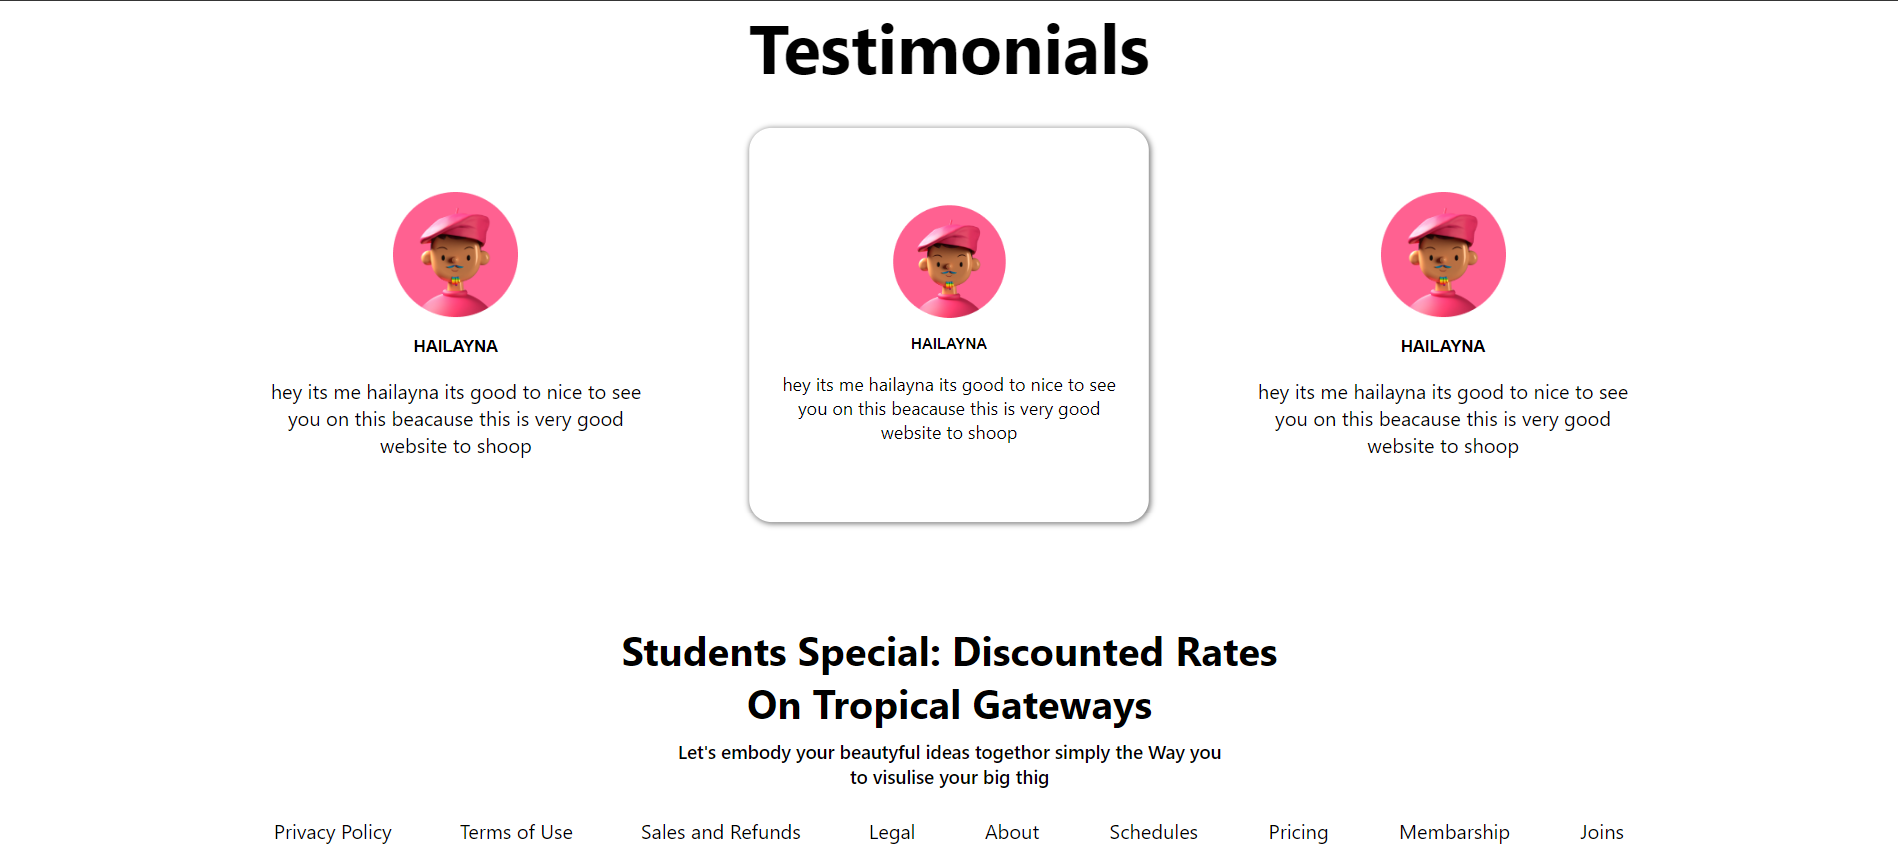 Testimonials
HAILAYNA
hey its me hailayna its good to nice to see
you on this beacause this is very good
website to shoop
HAILAYNA
hey its me hailayna its good to nice to see
you on this beacause this is very good
website to shoop
HAILAYNA
hey its me hailayna its good to nice to see
you on this beacause this is very good
website to shoop
Students Special: Discounted Rates
On Tropical Gateways
Let's embody your beautyful ideas togethor simply the Way you
to visulise your big thig
Privacy Policy Terms of Use Sales and Refunds Legal About Schedules Pricing Membarship Joins